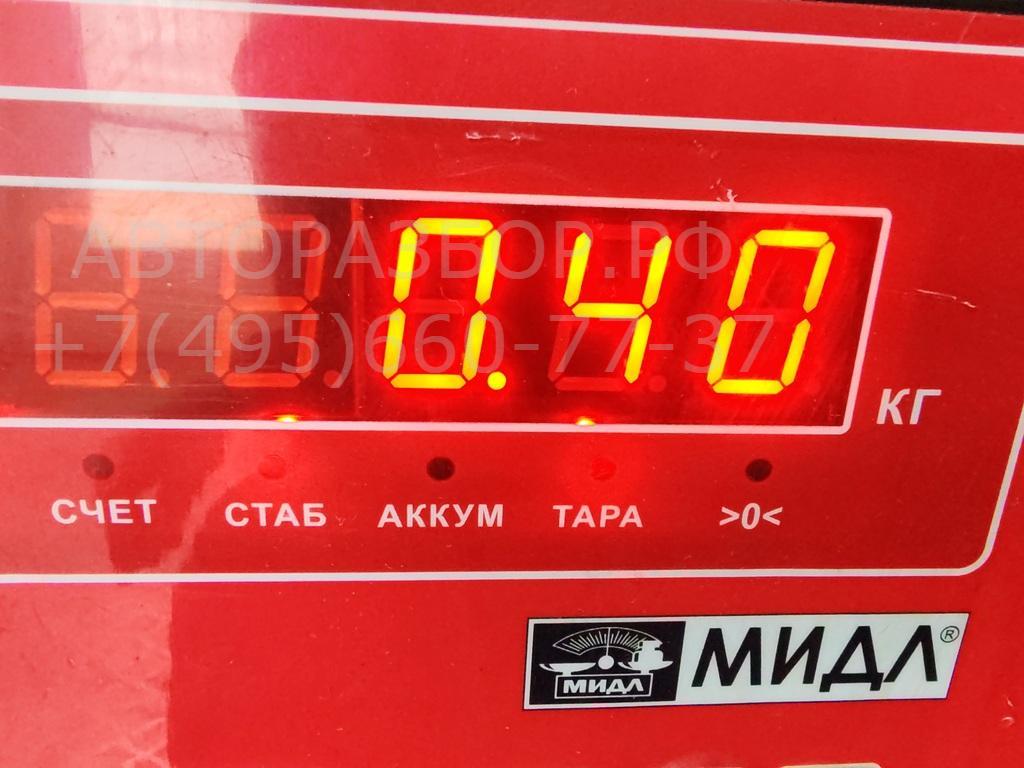 АВТОРАЗБОР.РФ
+7(495)660-77-37
0.40
КГ
СЧЕТ СТАБ АККУМ ТАРА >0<
МИДЛ МИДЛ®